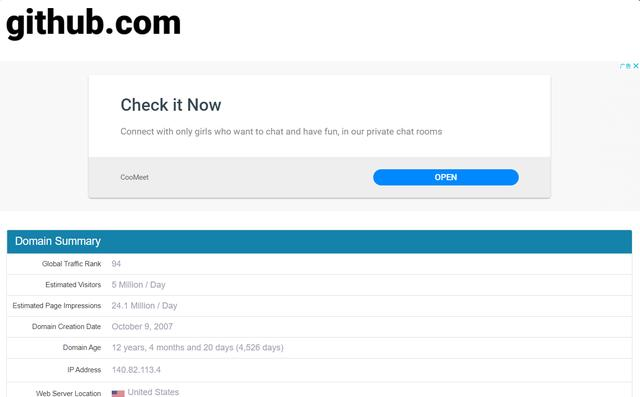 github.com
广告
Check it Now
Connect with only girls who want to chat and have fun, in our private chat rooms
CooMeet
OPEN
Domain Summary
Global Traffic Rank 94
Estimated Visitors 5 Million / Day
Estimated Page Impressions 24.1 Million / Day
Domain Creation Date October 9, 2007
Domain Age 12 years, 4 months and 20 days (4,526 days)
IP Address 140.82.113.4
Web Server Location United States